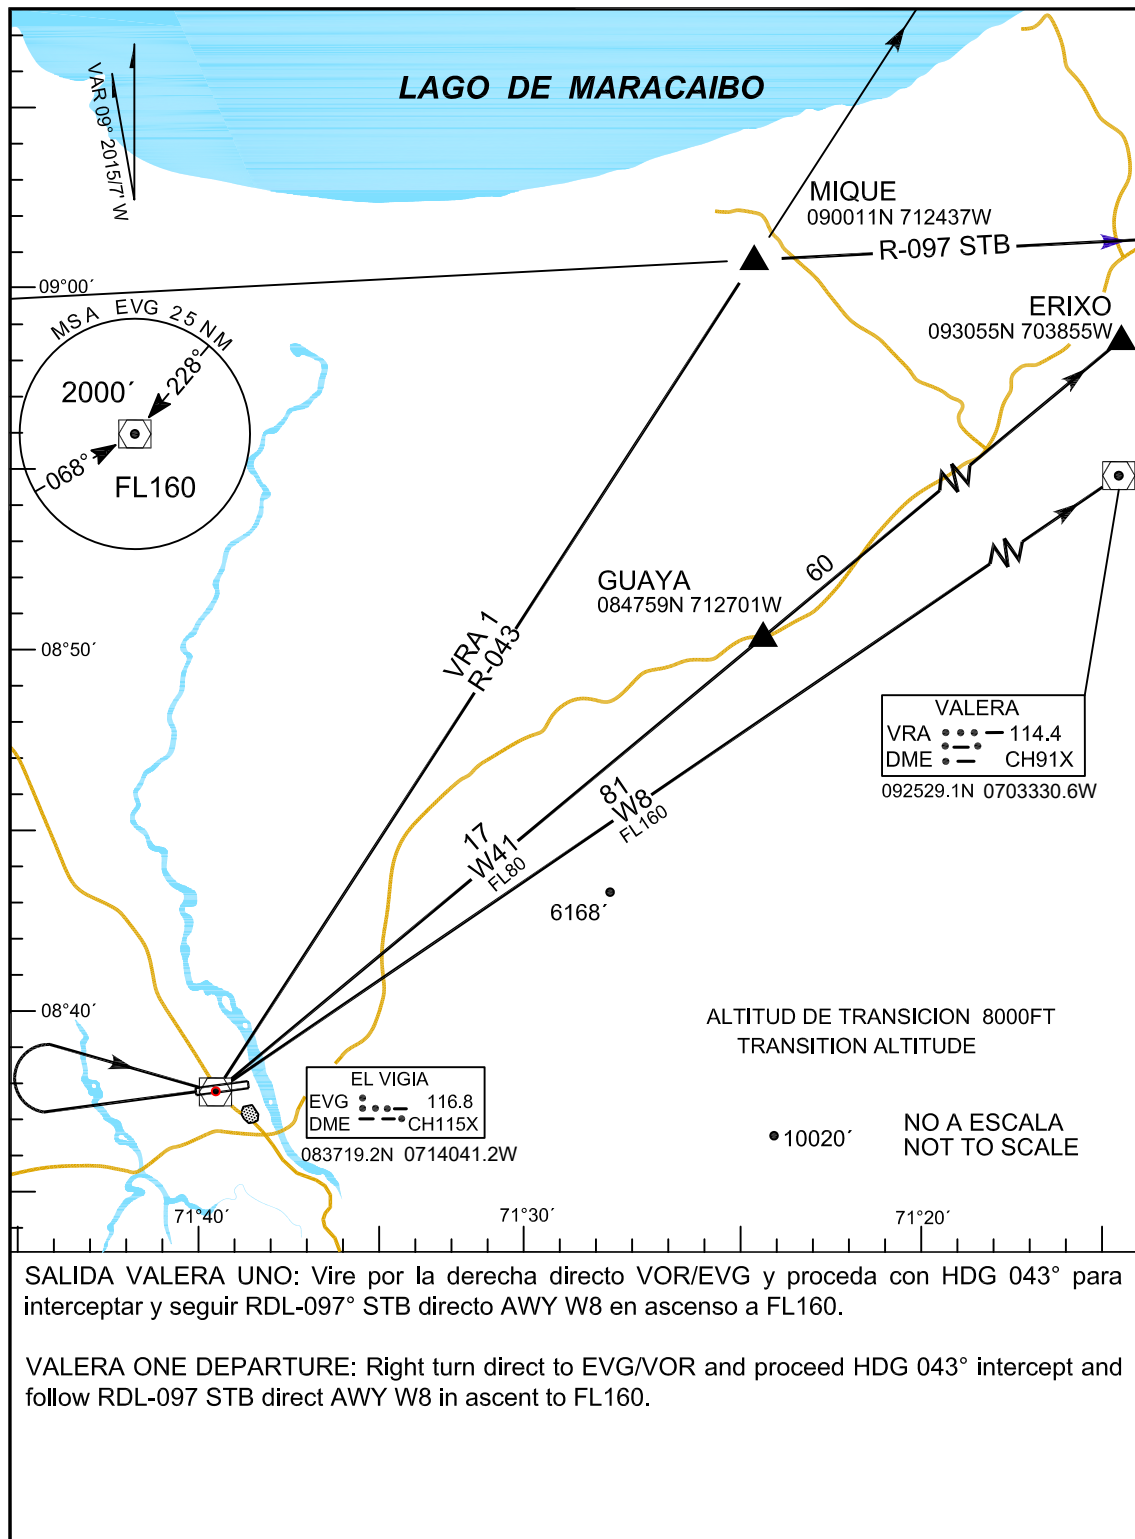 LAGO DE MARACAIBO
VAR 09° 2015/7' W
MIQUE
090011N 712437W
R-097 STB
09°00´
MSA EVG 25 NM
2000´
228°
068°
FL160
ERIXO
093055N 703855W
60
GUAYA
084759N 712701W
VRA 1
R-043
08°50´
VALERA
VRA 114.4
DME CH91X
092529.1N 0703330.6W
81
W8
FL160
17
W41
FL80
6168´
08°40´
ALTITUD DE TRANSICION 8000FT
TRANSITION ALTITUDE
EL VIGIA
EVG 116.8
DME CH115X
083719.2N 0714041.2W
10020´
NO A ESCALA
NOT TO SCALE
71°40´
71°30´
71°20´
SALIDA VALERA UNO: Vire por la derecha directo VOR/EVG y proceda con HDG 043° para
interceptar y seguir RDL-097° STB directo AWY W8 en ascenso a FL160.
VALERA ONE DEPARTURE: Right turn direct to EVG/VOR and proceed HDG 043° intercept and
follow RDL-097 STB direct AWY W8 in ascent to FL160.